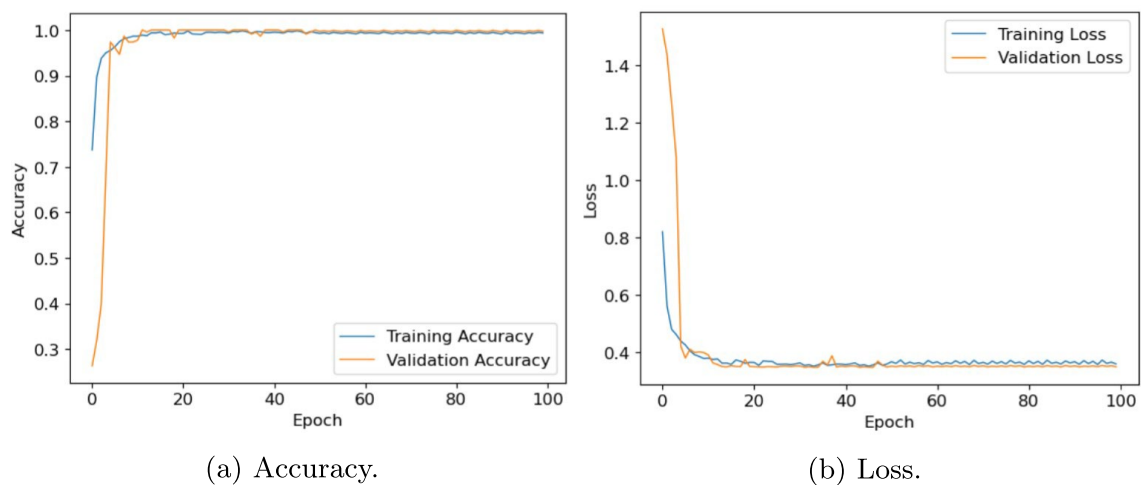 1.0
0.9
0.8
0.7
0.6
0.5
0.4
0.3
Accuracy
Training Accuracy
Validation Accuracy
0 20 40 60 80 100
Epoch
(a) Accuracy.
1.4
1.2
1.0
0.8
0.6
0.4
Loss
Training Loss
Validation Loss
0 20 40 60 80 100
Epoch
(b) Loss.